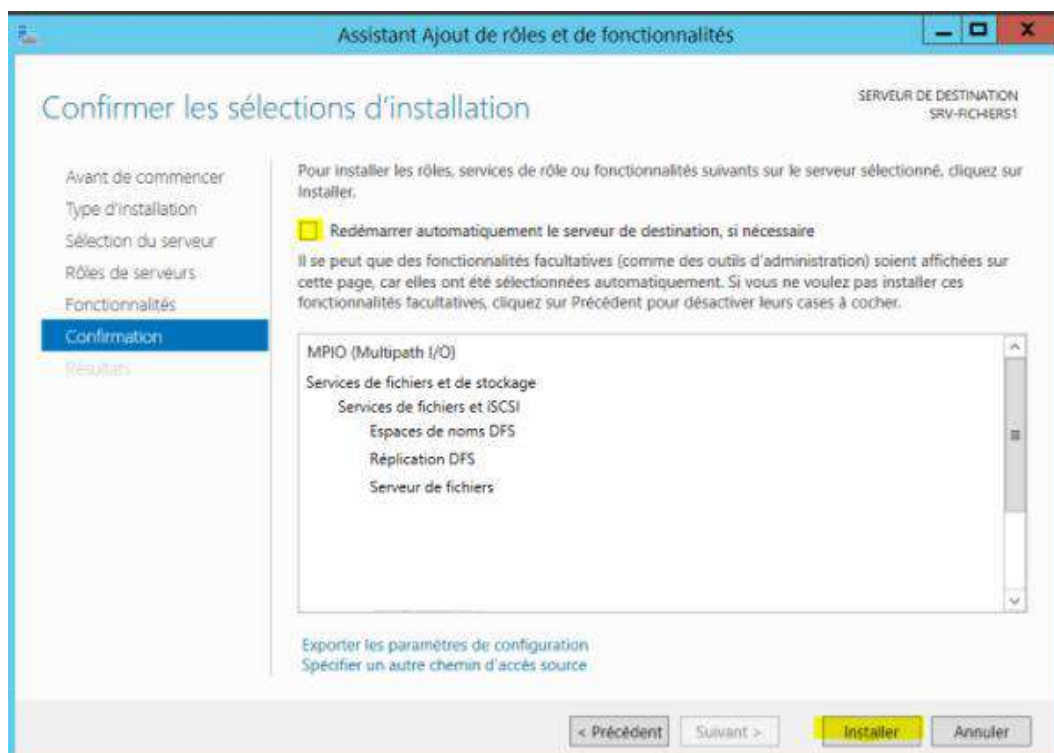 Assistant Ajout de rôles et de fonctionnalités
Confirmer les sélections d'installation
SERVEUR DE DESTINATION
SRV-FICHIERS1
Avant de commencer
Type d'installation
Sélection du serveur
Rôles de serveurs
Fonctionnalités
Confirmation
Résultats
Pour installer les rôles, services de rôle ou fonctionnalités suivants sur le serveur sélectionné, cliquez sur
Installer.
Redémarrer automatiquement le serveur de destination, si nécessaire
Il se peut que des fonctionnalités facultatives (comme des outils d'administration) soient affichées sur
cette page, car elles ont été sélectionnées automatiquement. Si vous ne voulez pas installer ces
fonctionnalités facultatives, cliquez sur Précédent pour désactiver leurs cases à cocher.
MPIO (Multipath I/O)
Services de fichiers et de stockage
Services de fichiers et iSCSI
Espaces de noms DFS
Réplication DFS
Serveur de fichiers
Exporter les paramètres de configuration
Spécifier un autre chemin d'accès source
< Précédent
Suivant >
Installer
Annuler